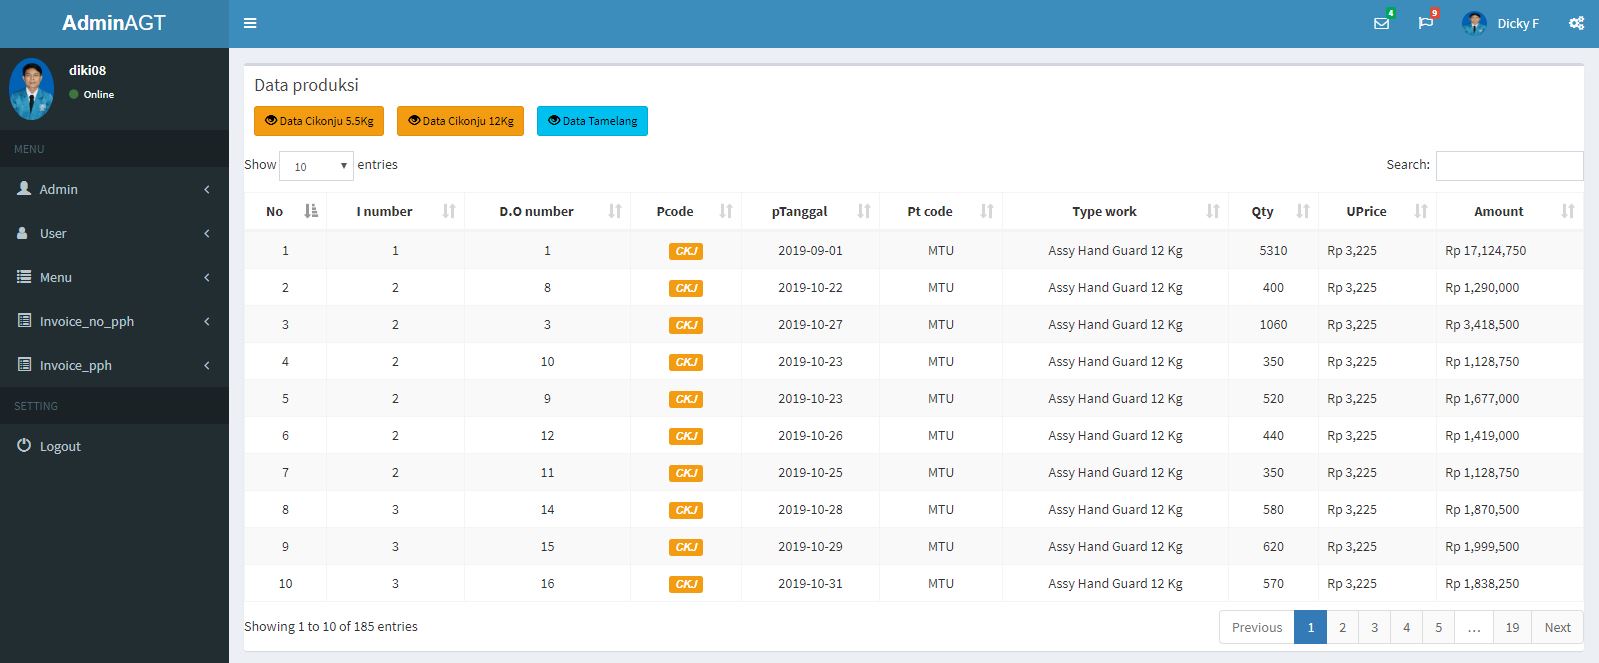 AdminAGT
4
9
Dicky F
diki08
Online
MENU
Admin
User
Menu
Invoice_no_pph
Invoice_pph
SETTING
Logout
Data produksi
Data Cikonju 5.5Kg Data Cikonju 12Kg Data Tamelang
Show 10 entries Search:
No I number D.O number Pcode pTanggal Pt code Type work Qty UPrice Amount
1 1 1 CKJ 2019-09-01 MTU Assy Hand Guard 12 Kg 5310 Rp 3,225 Rp 17,124,750
2 2 8 CKJ 2019-10-22 MTU Assy Hand Guard 12 Kg 400 Rp 3,225 Rp 1,290,000
3 2 3 CKJ 2019-10-27 MTU Assy Hand Guard 12 Kg 1060 Rp 3,225 Rp 3,418,500
4 2 10 CKJ 2019-10-23 MTU Assy Hand Guard 12 Kg 350 Rp 3,225 Rp 1,128,750
5 2 9 CKJ 2019-10-23 MTU Assy Hand Guard 12 Kg 520 Rp 3,225 Rp 1,677,000
6 2 12 CKJ 2019-10-26 MTU Assy Hand Guard 12 Kg 440 Rp 3,225 Rp 1,419,000
7 2 11 CKJ 2019-10-25 MTU Assy Hand Guard 12 Kg 350 Rp 3,225 Rp 1,128,750
8 3 14 CKJ 2019-10-28 MTU Assy Hand Guard 12 Kg 580 Rp 3,225 Rp 1,870,500
9 3 15 CKJ 2019-10-29 MTU Assy Hand Guard 12 Kg 620 Rp 3,225 Rp 1,999,500
10 3 16 CKJ 2019-10-31 MTU Assy Hand Guard 12 Kg 570 Rp 3,225 Rp 1,838,250
Showing 1 to 10 of 185 entries Previous 1 2 3 4 5 … 19 Next